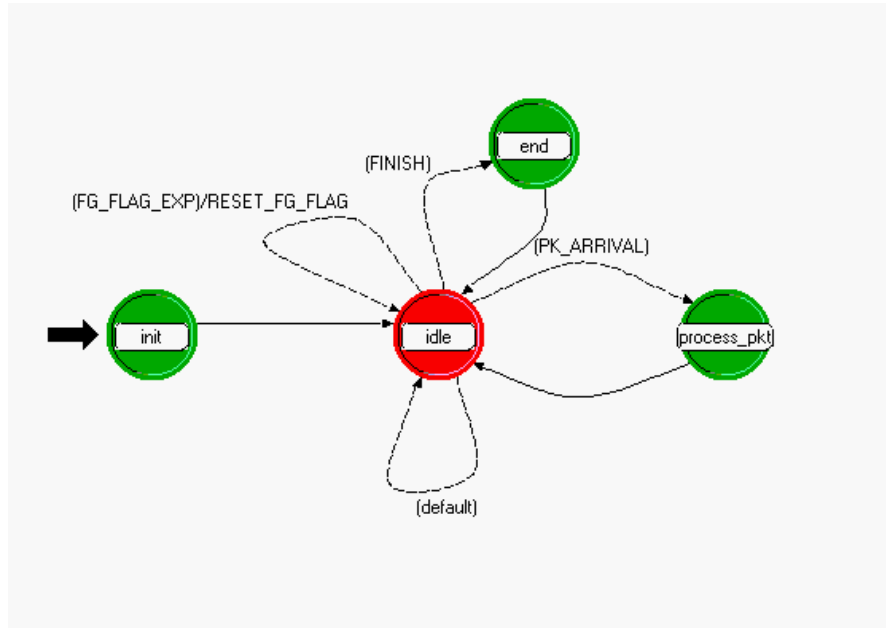 end
(FINISH)
(FG_FLAG_EXP)/RESET_FG_FLAG
(PK_ARRIVAL)
init
idle
process_pkt
(default)